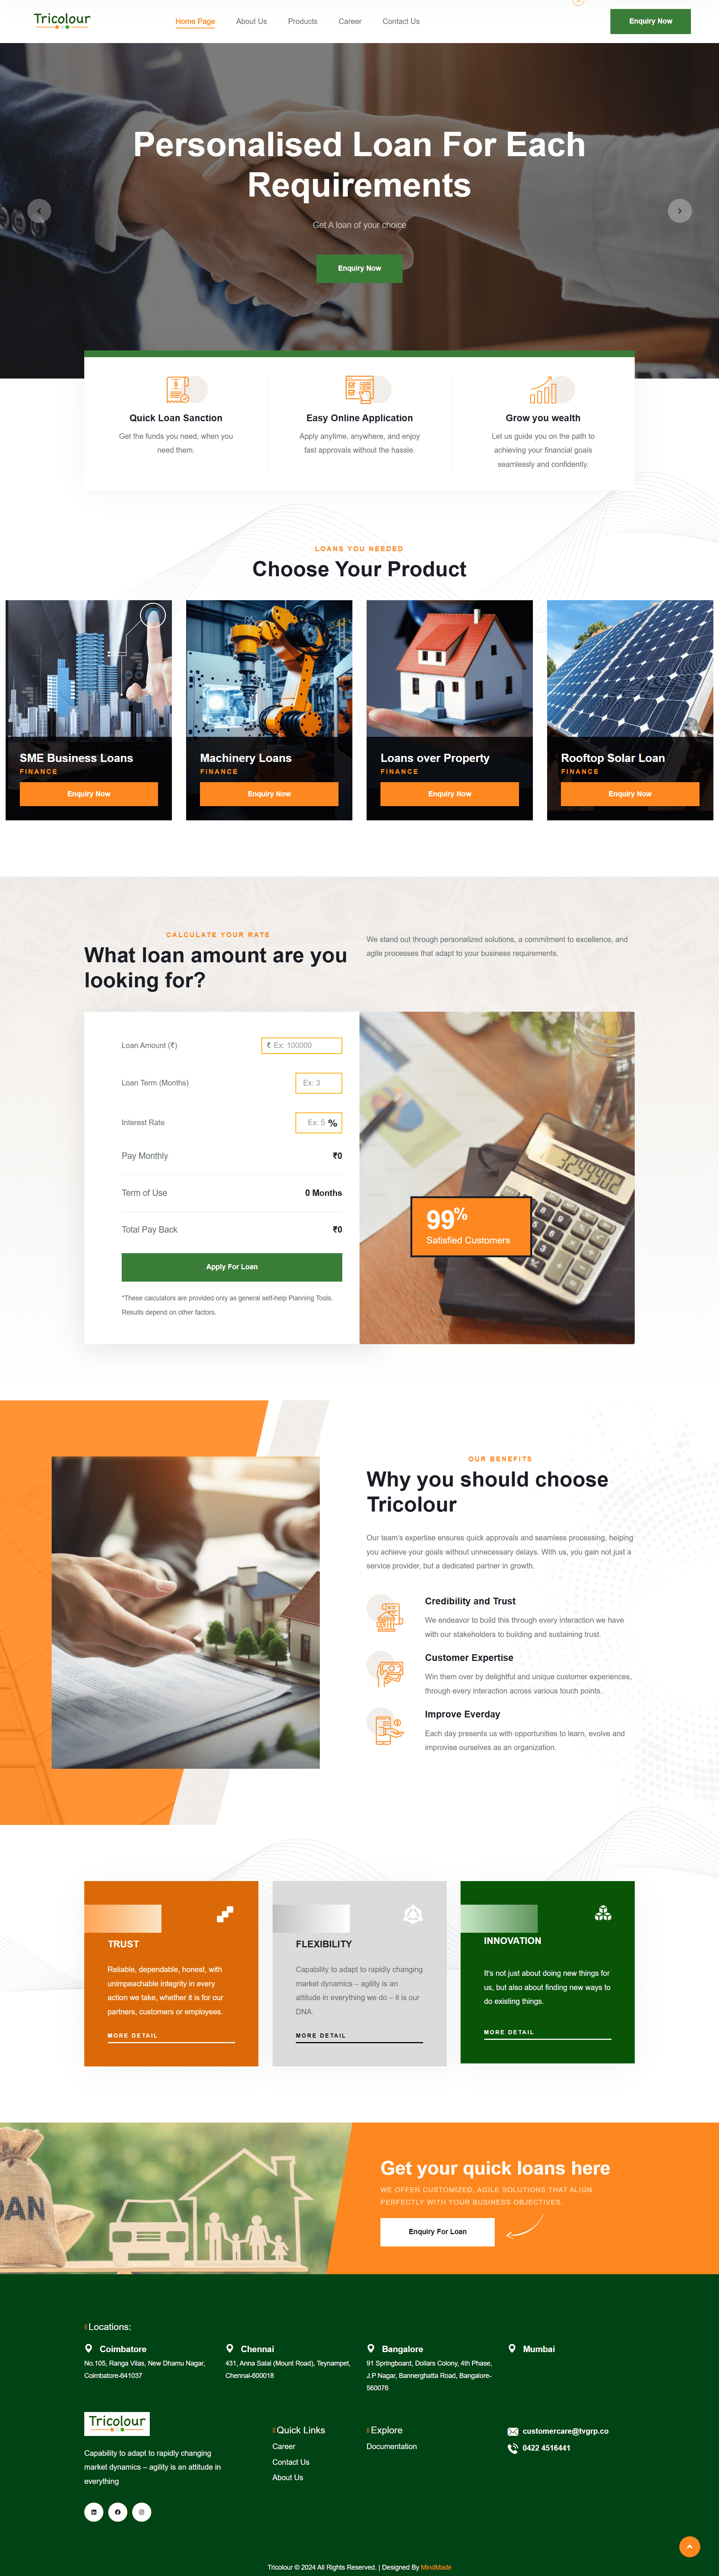 Tricolour
Home Page
About Us
Products
Career
Contact Us
Enquiry Now
Personalised Loan For Each
Requirements
Get A loan of your choice
Enquiry Now
Quick Loan Sanction
Get the funds you need, when you
need them.
Easy Online Application
Apply anytime, anywhere, and enjoy
fast approvals without the hassle.
Grow you wealth
Let us guide you on the path to
achieving your financial goals
seamlessly and confidently.
LOANS YOU NEEDED
Choose Your Product
SME Business Loans
FINANCE
Enquiry Now
Machinery Loans
FINANCE
Enquiry Now
Loans over Property
FINANCE
Enquiry Now
Rooftop Solar Loan
FINANCE
Enquiry Now
CALCULATE YOUR RATE
What loan amount are you
looking for?
We stand out through personalized solutions, a commitment to excellence, and
agile processes that adapt to your business requirements.
Loan Amount (₹)
₹ Ex: 100000
Loan Term (Months)
Ex: 3
Interest Rate
Ex: 5 %
Pay Monthly
₹0
Term of Use
0 Months
Total Pay Back
₹0
Apply For Loan
*These calculators are provided only as general self-help Planning Tools.
Results depend on other factors.
99%
Satisfied Customers
OUR BENEFITS
Why you should choose
Tricolour
Our team's expertise ensures quick approvals and seamless processing, helping
you achieve your goals without unnecessary delays. With us, you gain not just a
service provider, but a dedicated partner in growth.
Credibility and Trust
We endeavor to build this through every interaction we have
with our stakeholders to building and sustaining trust.
Customer Expertise
Win them over by delightful and unique customer experiences,
through every interaction across various touch points.
Improve Everday
Each day presents us with opportunities to learn, evolve and
improvise ourselves as an organization.
TRUST
Reliable, dependable, honest, with
unimpeachable integrity in every
action we take, whether it is for our
partners, customers or employees.
MORE DETAIL
FLEXIBILITY
Capability to adapt to rapidly changing
market dynamics – agility is an
attitude in everything we do – it is our
DNA.
MORE DETAIL
INNOVATION
It's not just about doing new things for
us, but also about finding new ways to
do existing things.
MORE DETAIL
OAN
Get your quick loans here
WE OFFER CUSTOMIZED, AGILE SOLUTIONS THAT ALIGN
PERFECTLY WITH YOUR BUSINESS OBJECTIVES.
Enquiry For Loan
Locations:
Coimbatore
No.105, Ranga Vilas, New Dhamu Nagar,
Coimbatore-641037
Chennai
431, Anna Salai (Mount Road), Teynampet,
Chennai-600018
Bangalore
91 Springboard, Dollars Colony, 4th Phase,
J.P Nagar, Bannerghatta Road, Bangalore-
560076
Mumbai
Tricolour
Capability to adapt to rapidly changing
market dynamics – agility is an attitude in
everything
Quick Links
Career
Contact Us
About Us
Explore
Documentation
customercare@tvgrp.co
0422 4516441
Tricolour © 2024 All Rights Reserved. | Designed By MindMade